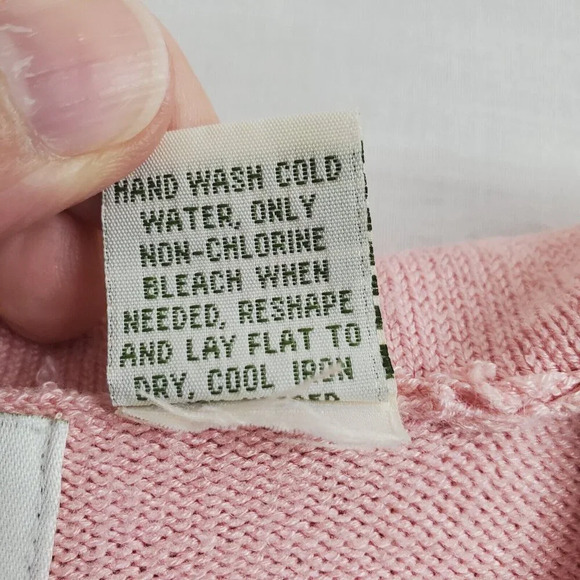 HAND WASH COLD
WATER, ONLY
NON-CHLORINE
BLEACH WHEN
NEEDED, RESHAPE
AND LAY FLAT TO
DRY, COOL IRON